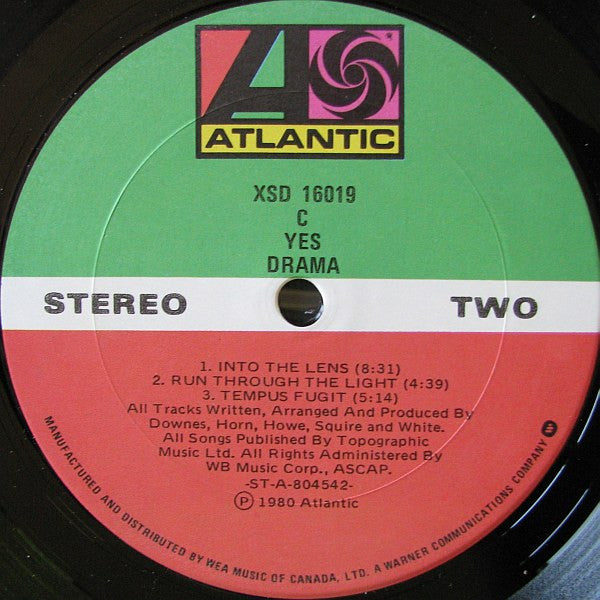 ATLANTIC
XSD 16019
C
YES
DRAMA
STEREO TWO
1. INTO THE LENS (8:31)
2. RUN THROUGH THE LIGHT (4:39)
3. TEMPUS FUGIT (5:14)
All Tracks Written, Arranged And Produced By
Downes, Horn, Howe, Squire and White.
All Songs Published By Topographic
Music Ltd. All Rights Administered By
WB Music Corp., ASCAP.
-ST-A-804542-
Ⓟ 1980 Atlantic
MANUFACTURED AND DISTRIBUTED BY WEA MUSIC OF CANADA, LTD. A WARNER COMMUNICATIONS COMPANY